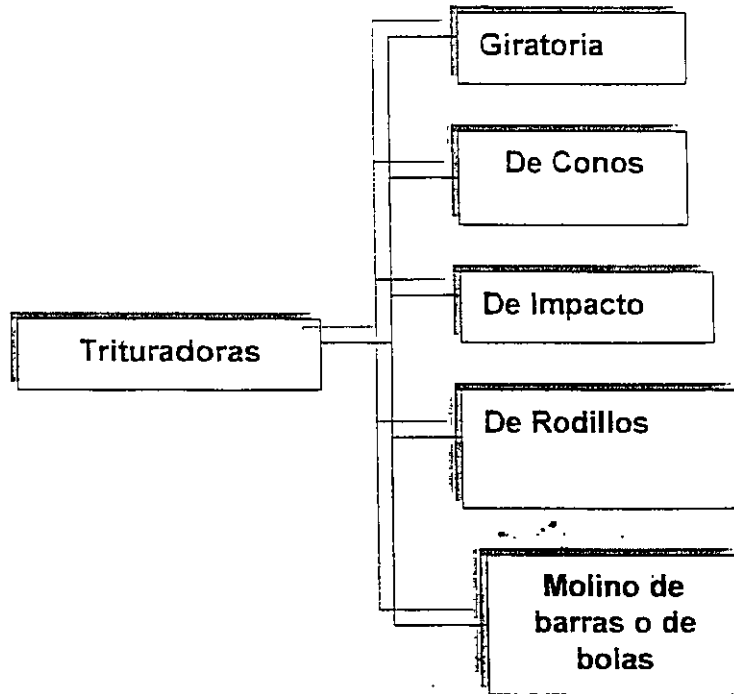 Giratoria
De Conos
De Impacto
Trituradoras
De Rodillos
Molino de
barras o de
bolas